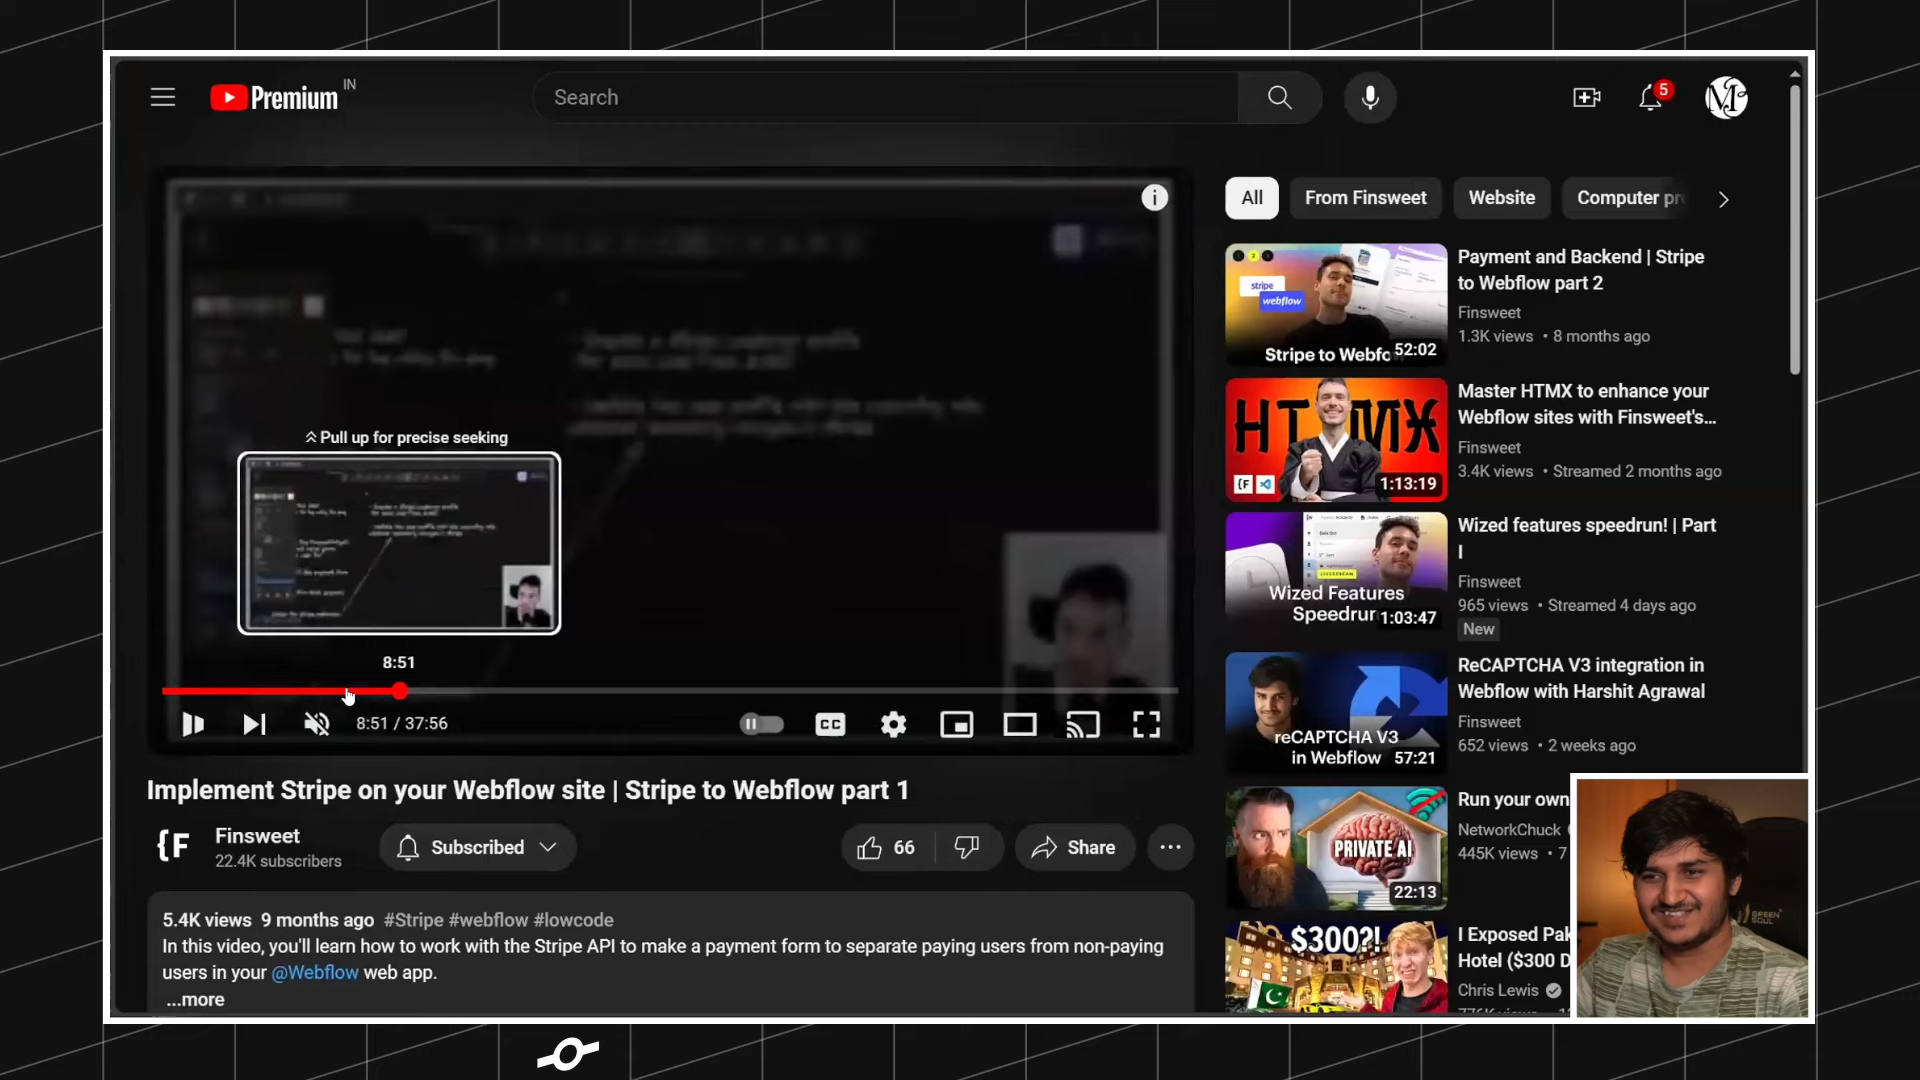 Premium
IN
Search
5
All
From Finsweet
Website
Computer pr
Pull up for precise seeking
8:51
8:51 / 37:56
CC
Implement Stripe on your Webflow site | Stripe to Webflow part 1
{F
Finsweet
22.4K subscribers
Subscribed
66
Share
5.4K views 9 months ago #Stripe #webflow #lowcode
In this video, you'll learn how to work with the Stripe API to make a payment form to separate paying users from non-paying
users in your @Webflow web app.
...more
stripe
webflow
Stripe to Webfc
52:02
Payment and Backend | Stripe
to Webflow part 2
Finsweet
1.3K views • 8 months ago
HTMX
{F
1:13:19
Master HTMX to enhance your
Webflow sites with Finsweet's...
Finsweet
3.4K views • Streamed 2 months ago
Wized Features
Speedrur
1:03:47
Wized features speedrun! | Part
I
Finsweet
965 views • Streamed 4 days ago
New
reCAPTCHA V3
in Webflow
57:21
ReCAPTCHA V3 integration in
Webflow with Harshit Agrawal
Finsweet
652 views • 2 weeks ago
PRIVATE AI
22:13
Run your own
NetworkChuck
445K views • 7
$300?!
I Exposed Pak
Hotel ($300 D
Chris Lewis
GREEN
SOUL